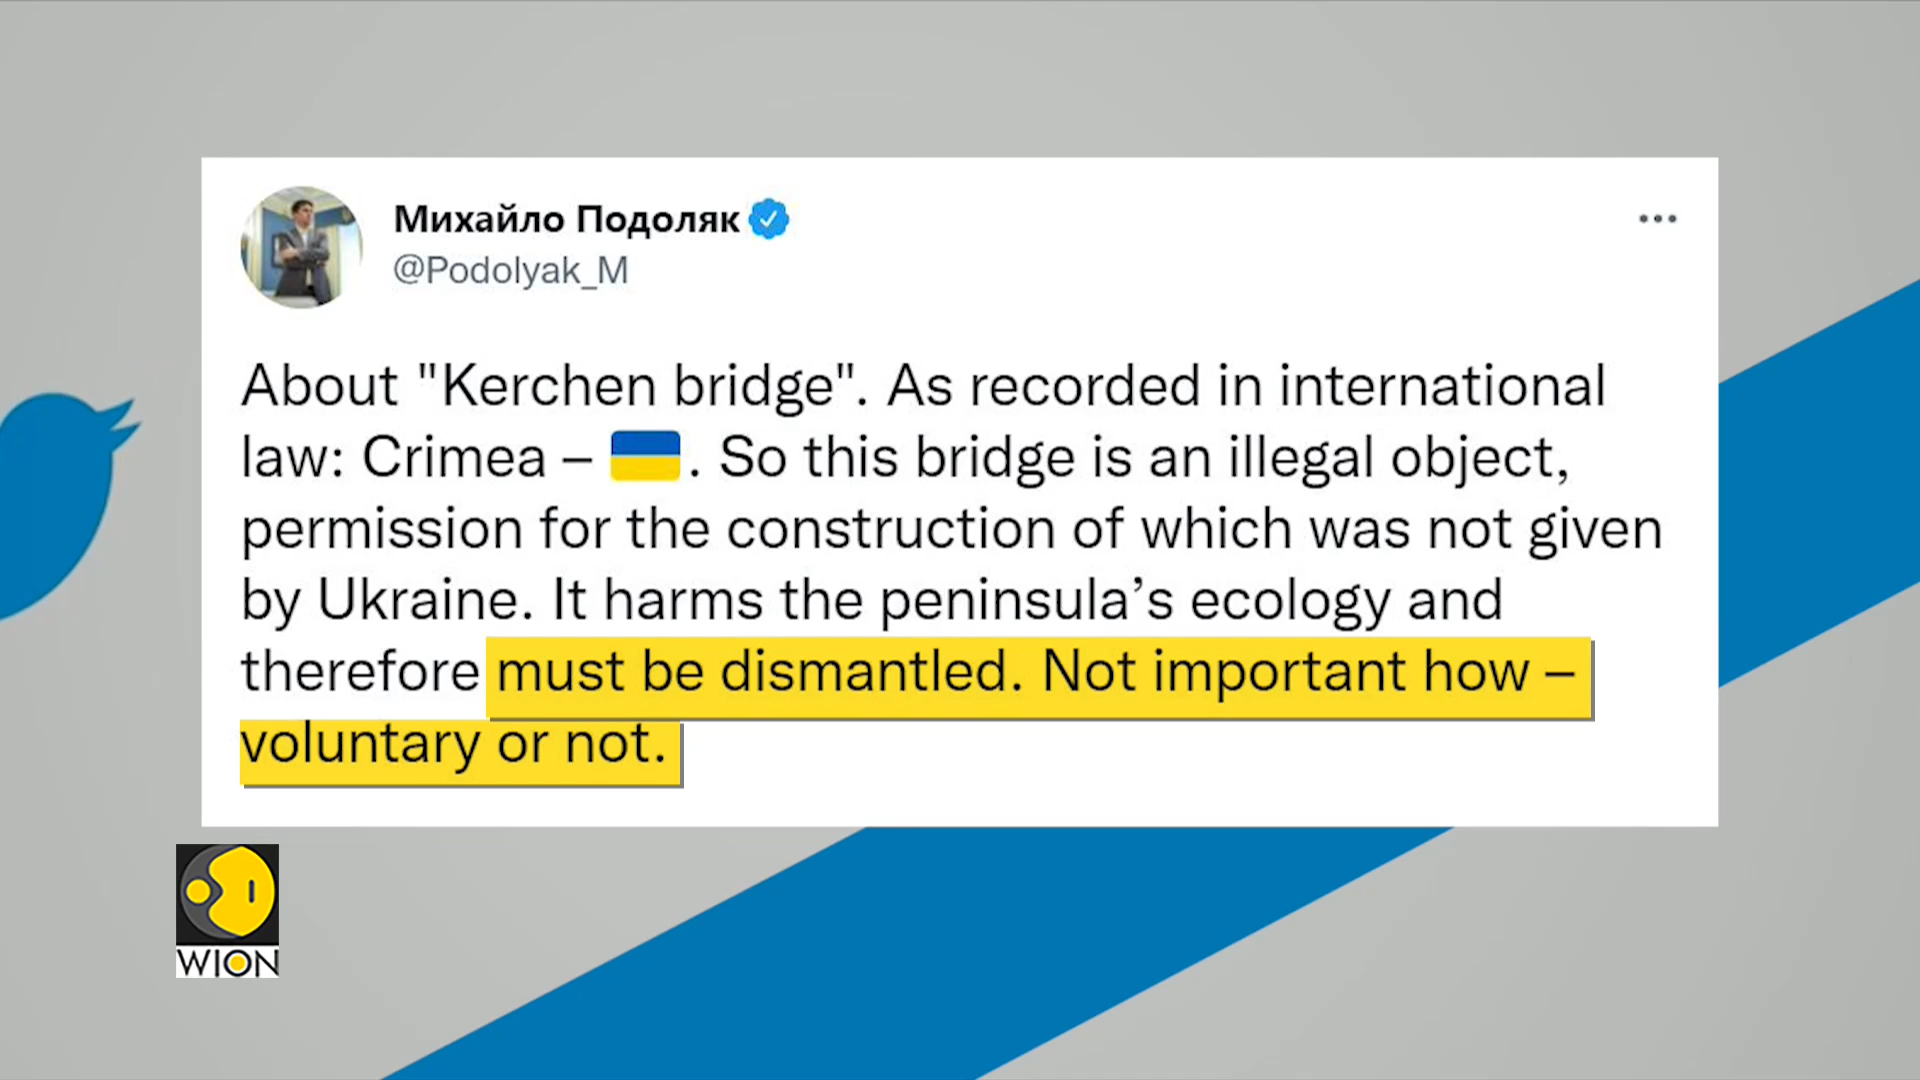 Михайло Подоляк
@Podolyak_M
About "Kerchen bridge". As recorded in international
law: Crimea – 🇺🇦. So this bridge is an illegal object,
permission for the construction of which was not given
by Ukraine. It harms the peninsula’s ecology and
therefore must be dismantled. Not important how –
voluntary or not.
WION